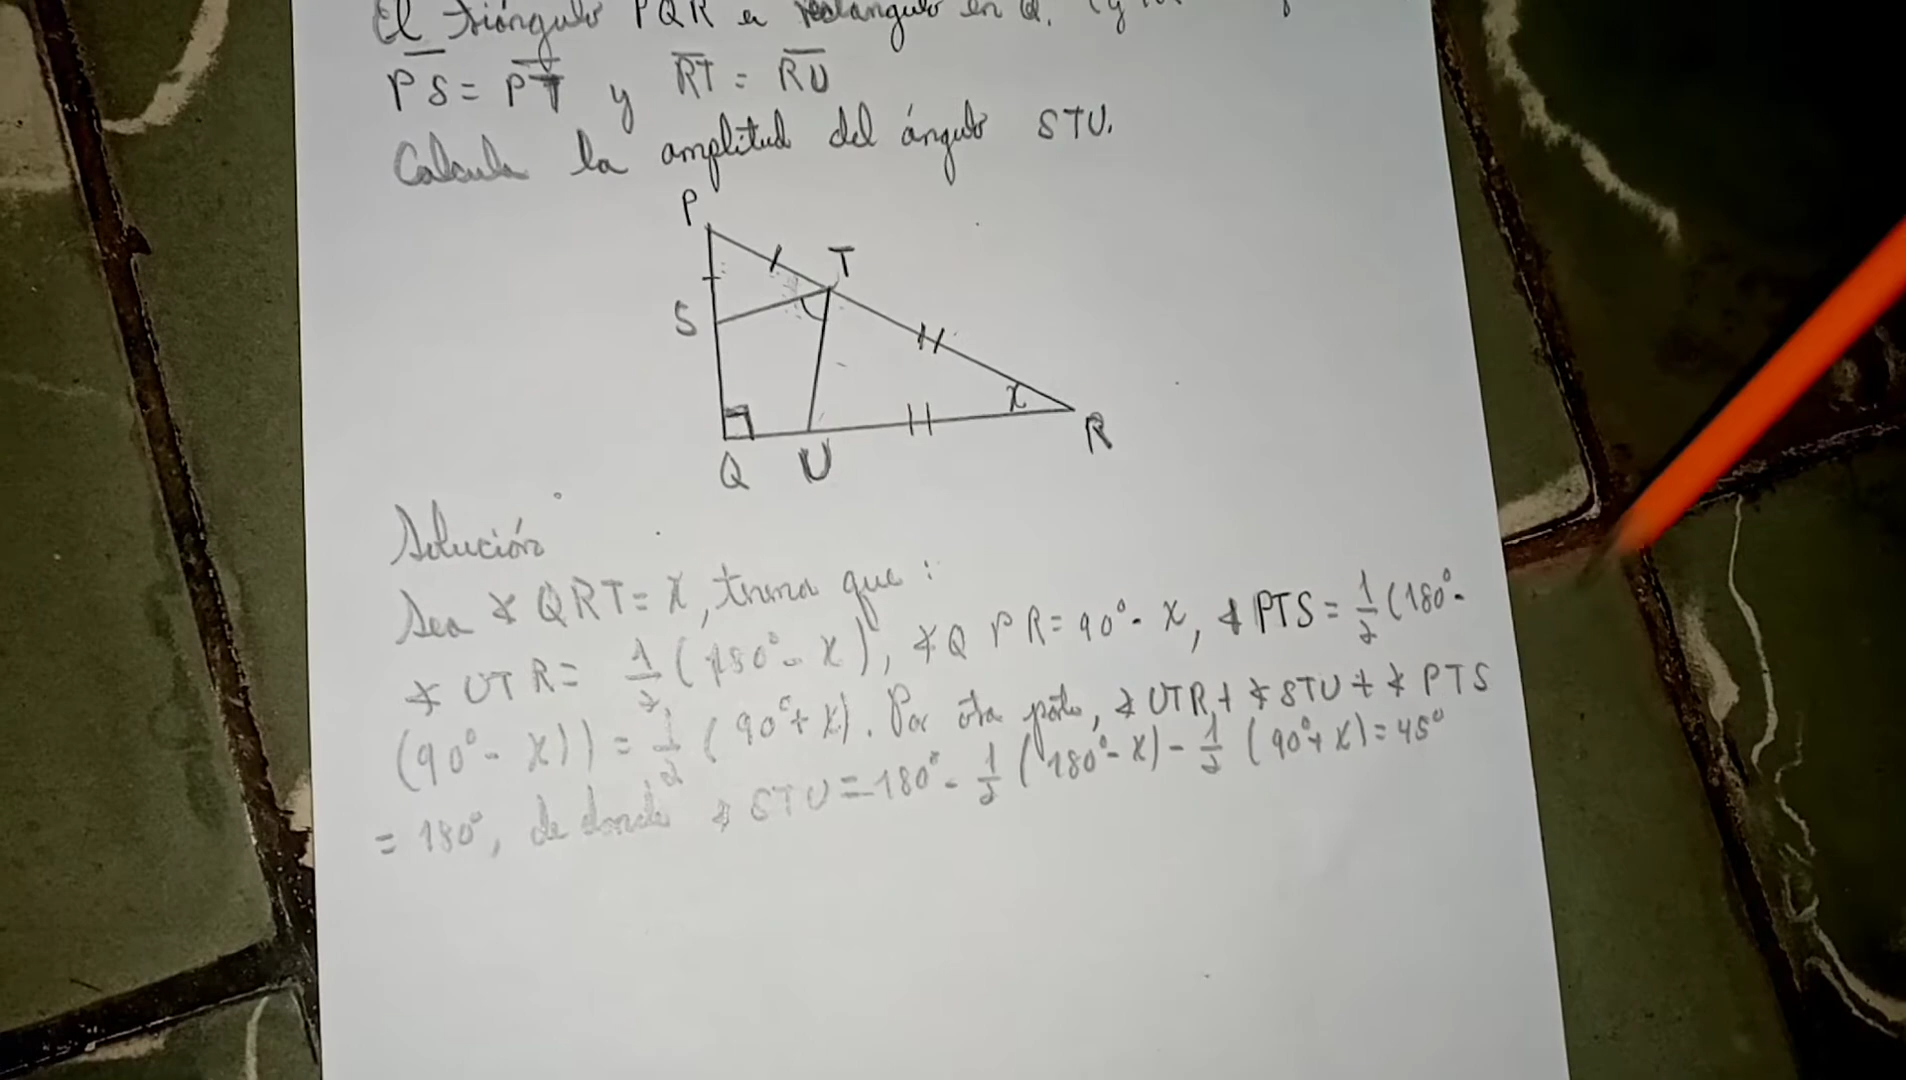 El triángulo PQR es rectángulo en Q. (y
PS = PT y RT = RU
Calcula la amplitud del ángulo STU.
P
T
S
x
R
Q U
Solución
Sea ∡ QRT = x, tema que:
∡ UTR = 1/2 (180° - x), ∡ Q P R = 90° - x, ∡ PTS = 1/2 (180° -
(90° - x)) = 1/2 (90° + x). Por otra parte, ∡ UTR + ∡ STU + ∡ PTS
= 180°, de donde ∡ STU = 180° - 1/2 (180° - x) - 1/2 (90° + x) = 45°